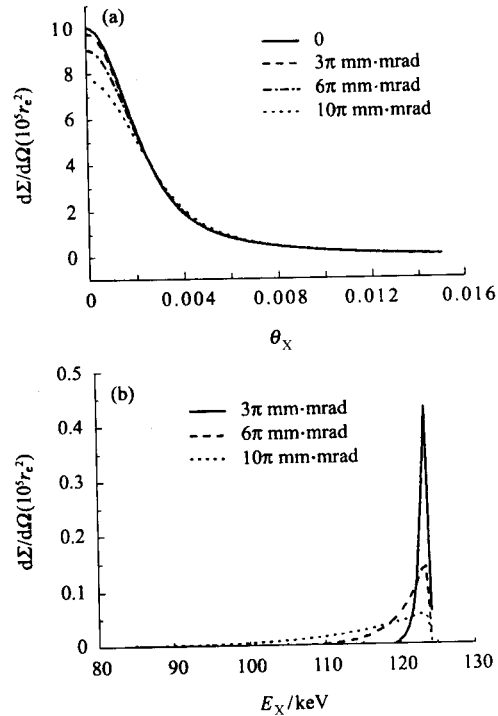 (a)
0
3π mm·mrad
6π mm·mrad
10π mm·mrad
dΣ/dΩ(10⁵rₑ²)
10
8
6
4
2
0
0 0.004 0.008 0.012 0.016
θ_X
(b)
3π mm·mrad
6π mm·mrad
10π mm·mrad
dΣ/dΩ(10⁵rₑ²)
0.5
0.4
0.3
0.2
0.1
0
80 90 100 110 120 130
E_X/keV